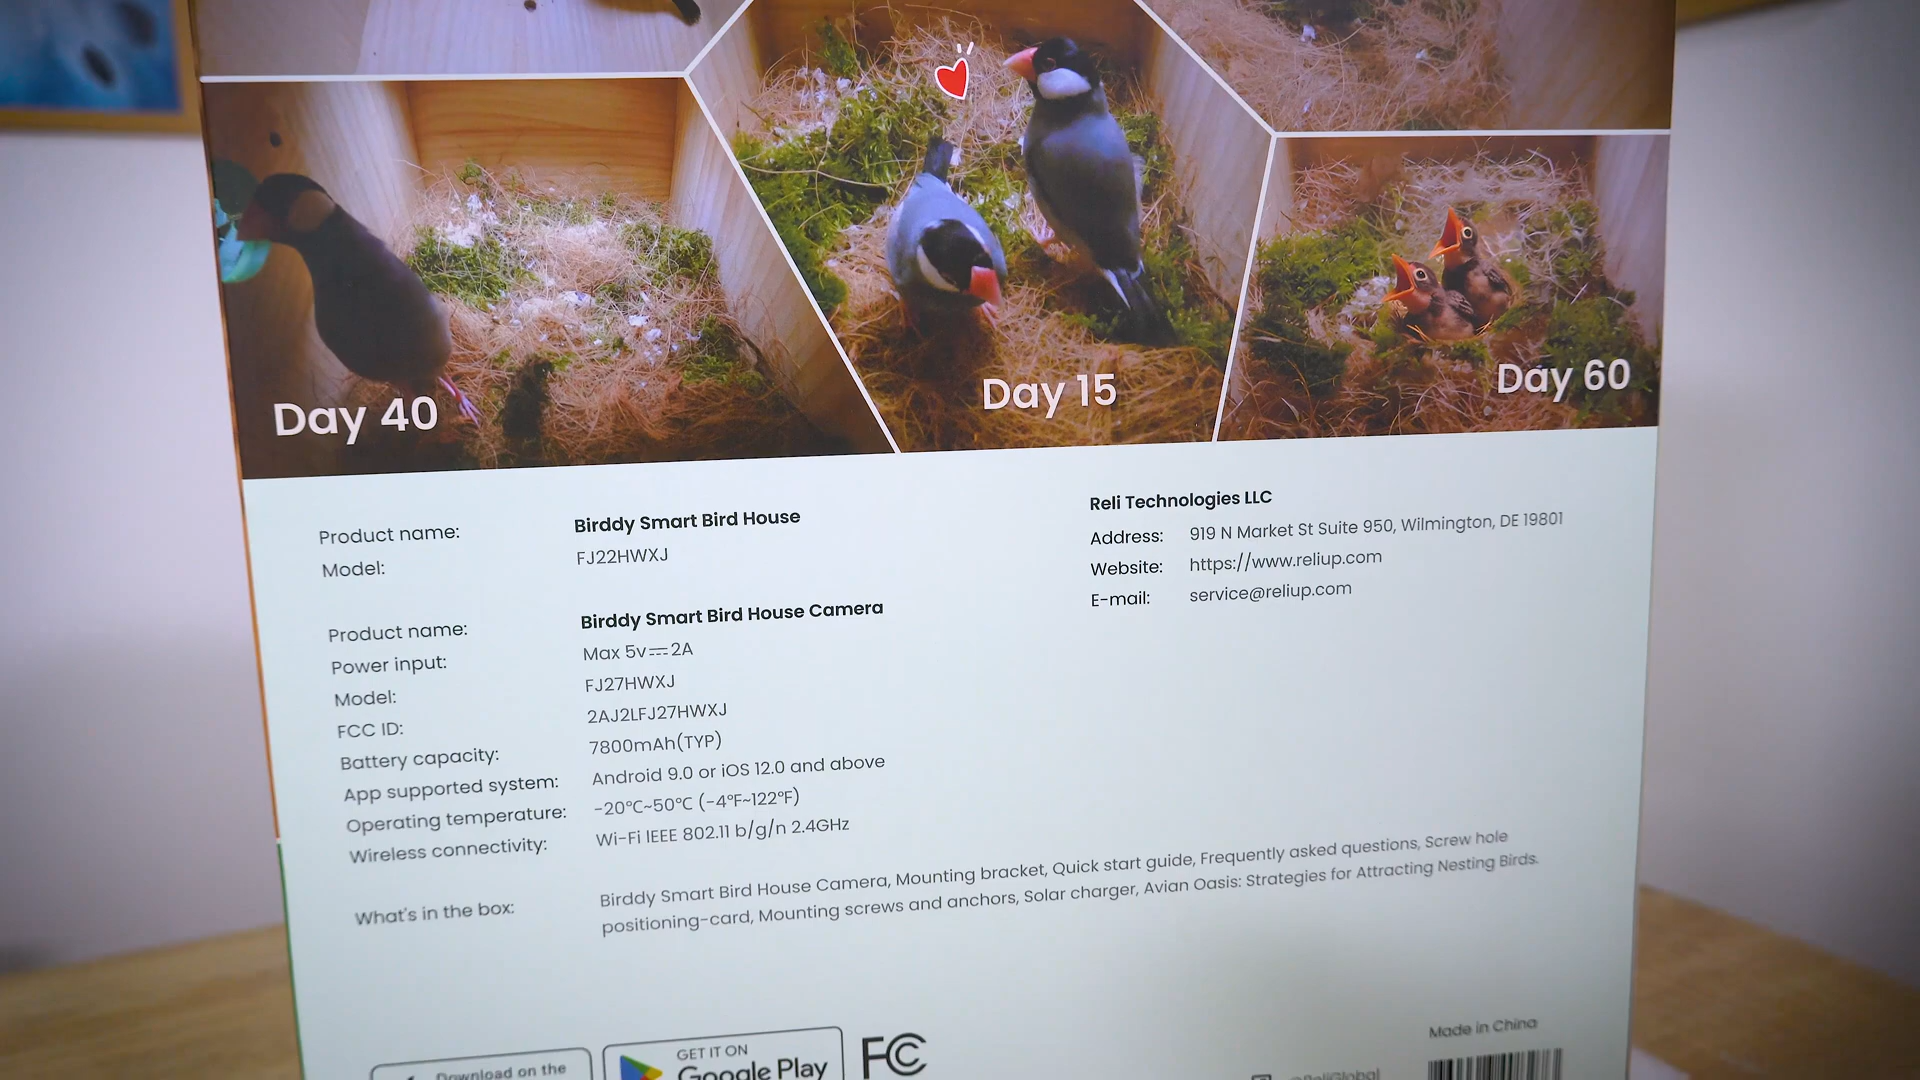 Day 40
Day 15
Day 60
Product name: Birddy Smart Bird House
Model: FJ22HWXJ
Product name: Birddy Smart Bird House Camera
Power input: Max 5v⎓2A
Model: FJ27HWXJ
FCC ID: 2AJ2LFJ27HWXJ
Battery capacity: 7800mAh(TYP)
App supported system: Android 9.0 or iOS 12.0 and above
Operating temperature: -20°C~50°C (-4°F~122°F)
Wireless connectivity: Wi-Fi IEEE 802.11 b/g/n 2.4GHz
Reli Technologies LLC
Address: 919 N Market St Suite 950, Wilmington, DE 19801
Website: https://www.reliup.com
E-mail: service@reliup.com
What's in the box: Birddy Smart Bird House Camera, Mounting bracket, Quick start guide, Frequently asked questions, Screw hole
positioning-card, Mounting screws and anchors, Solar charger, Avian Oasis: Strategies for Attracting Nesting Birds.
Download on the
GET IT ON
Google Play
FC
@ReliGlobal
Made in China